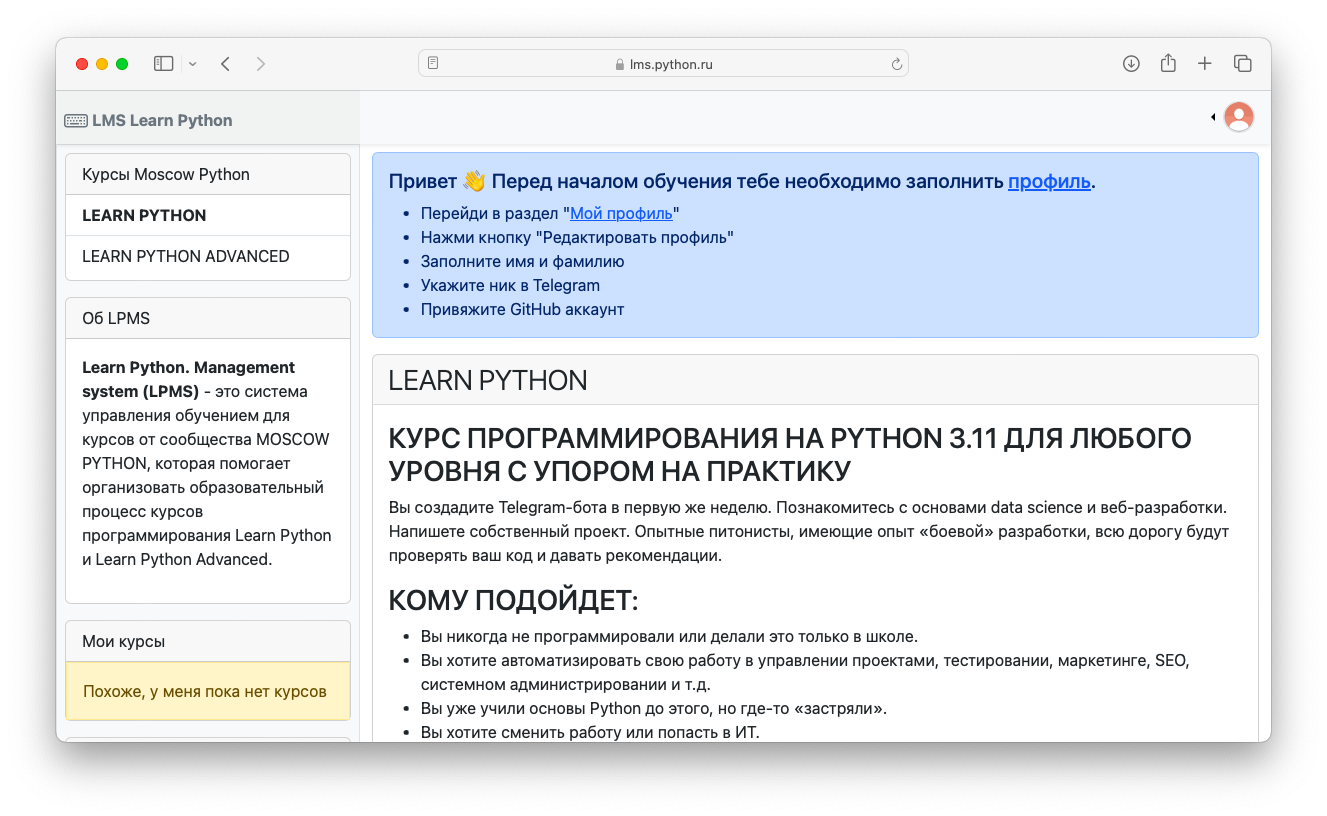 lms.python.ru
LMS Learn Python
Курсы Moscow Python
LEARN PYTHON
LEARN PYTHON ADVANCED
Об LPMS
Learn Python. Management
system (LPMS) - это система
управления обучением для
курсов от сообщества MOSCOW
PYTHON, которая помогает
организовать образовательный
процесс курсов
программирования Learn Python
и Learn Python Advanced.
Мои курсы
Похоже, у меня пока нет курсов
Привет 👋 Перед началом обучения тебе необходимо заполнить профиль.
• Перейди в раздел "Мой профиль"
• Нажми кнопку "Редактировать профиль"
• Заполните имя и фамилию
• Укажите ник в Telegram
• Привяжите GitHub аккаунт
LEARN PYTHON
КУРС ПРОГРАММИРОВАНИЯ НА PYTHON 3.11 ДЛЯ ЛЮБОГО
УРОВНЯ С УПОРОМ НА ПРАКТИКУ
Вы создадите Telegram-бота в первую же неделю. Познакомитесь с основами data science и веб-разработки.
Напишете собственный проект. Опытные питонисты, имеющие опыт «боевой» разработки, всю дорогу будут
проверять ваш код и давать рекомендации.
КОМУ ПОДОЙДЕТ:
• Вы никогда не программировали или делали это только в школе.
• Вы хотите автоматизировать свою работу в управлении проектами, тестировании, маркетинге, SEO,
системном администрировании и т.д.
• Вы уже учили основы Python до этого, но где-то «застряли».
• Вы хотите сменить работу или попасть в ИТ.